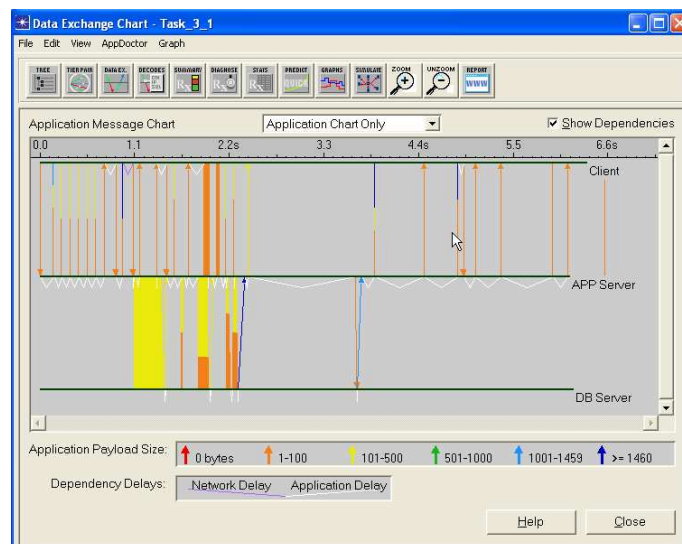 Data Exchange Chart - Task_3_1
File Edit View AppDoctor Graph
TREE TIER PAIR DATA EX. DECODES SUMMARY DIAGNOSE STATS PREDICT GRAPHS SIMULATE ZOOM UNZOOM REPORT
QUICK WWW
Application Message Chart Application Chart Only Show Dependencies
0.0 1.1 2.2s 3.3 4.4s 5.5 6.6s
Client
APP Server
DB Server
Application Payload Size: 0 bytes 1-100 101-500 501-1000 1001-1459 >= 1460
Dependency Delays: Network Delay Application Delay
Help Close